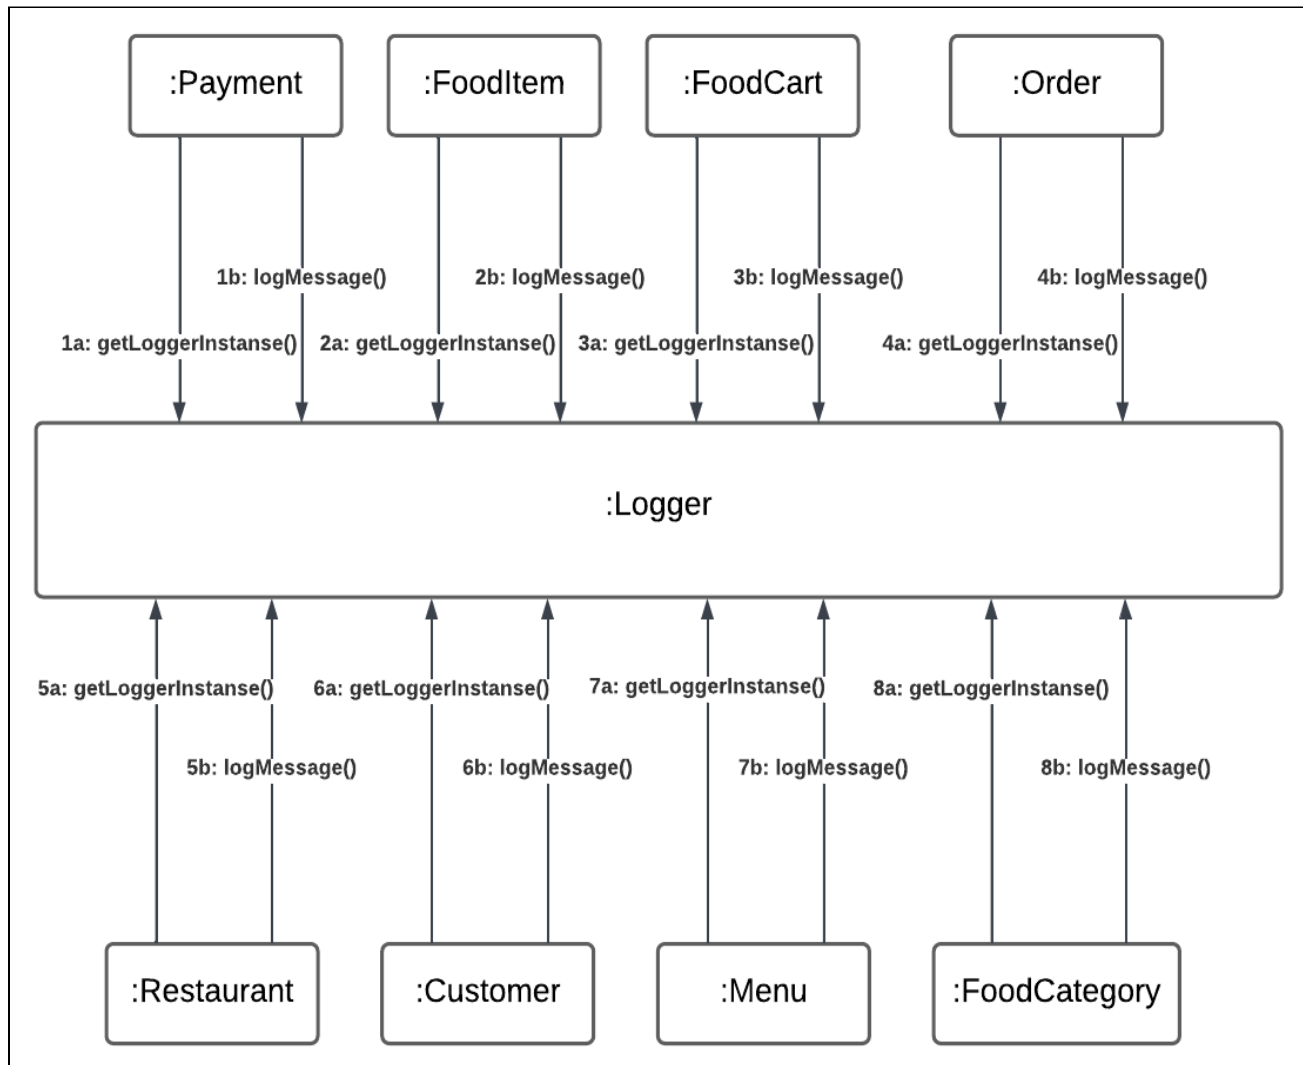 :Payment
:FoodItem
:FoodCart
:Order
1b: logMessage()
2b: logMessage()
3b: logMessage()
4b: logMessage()
1a: getLoggerInstanse()
2a: getLoggerInstanse()
3a: getLoggerInstanse()
4a: getLoggerInstanse()
:Logger
5a: getLoggerInstanse()
6a: getLoggerInstanse()
7a: getLoggerInstanse()
8a: getLoggerInstanse()
5b: logMessage()
6b: logMessage()
7b: logMessage()
8b: logMessage()
:Restaurant
:Customer
:Menu
:FoodCategory